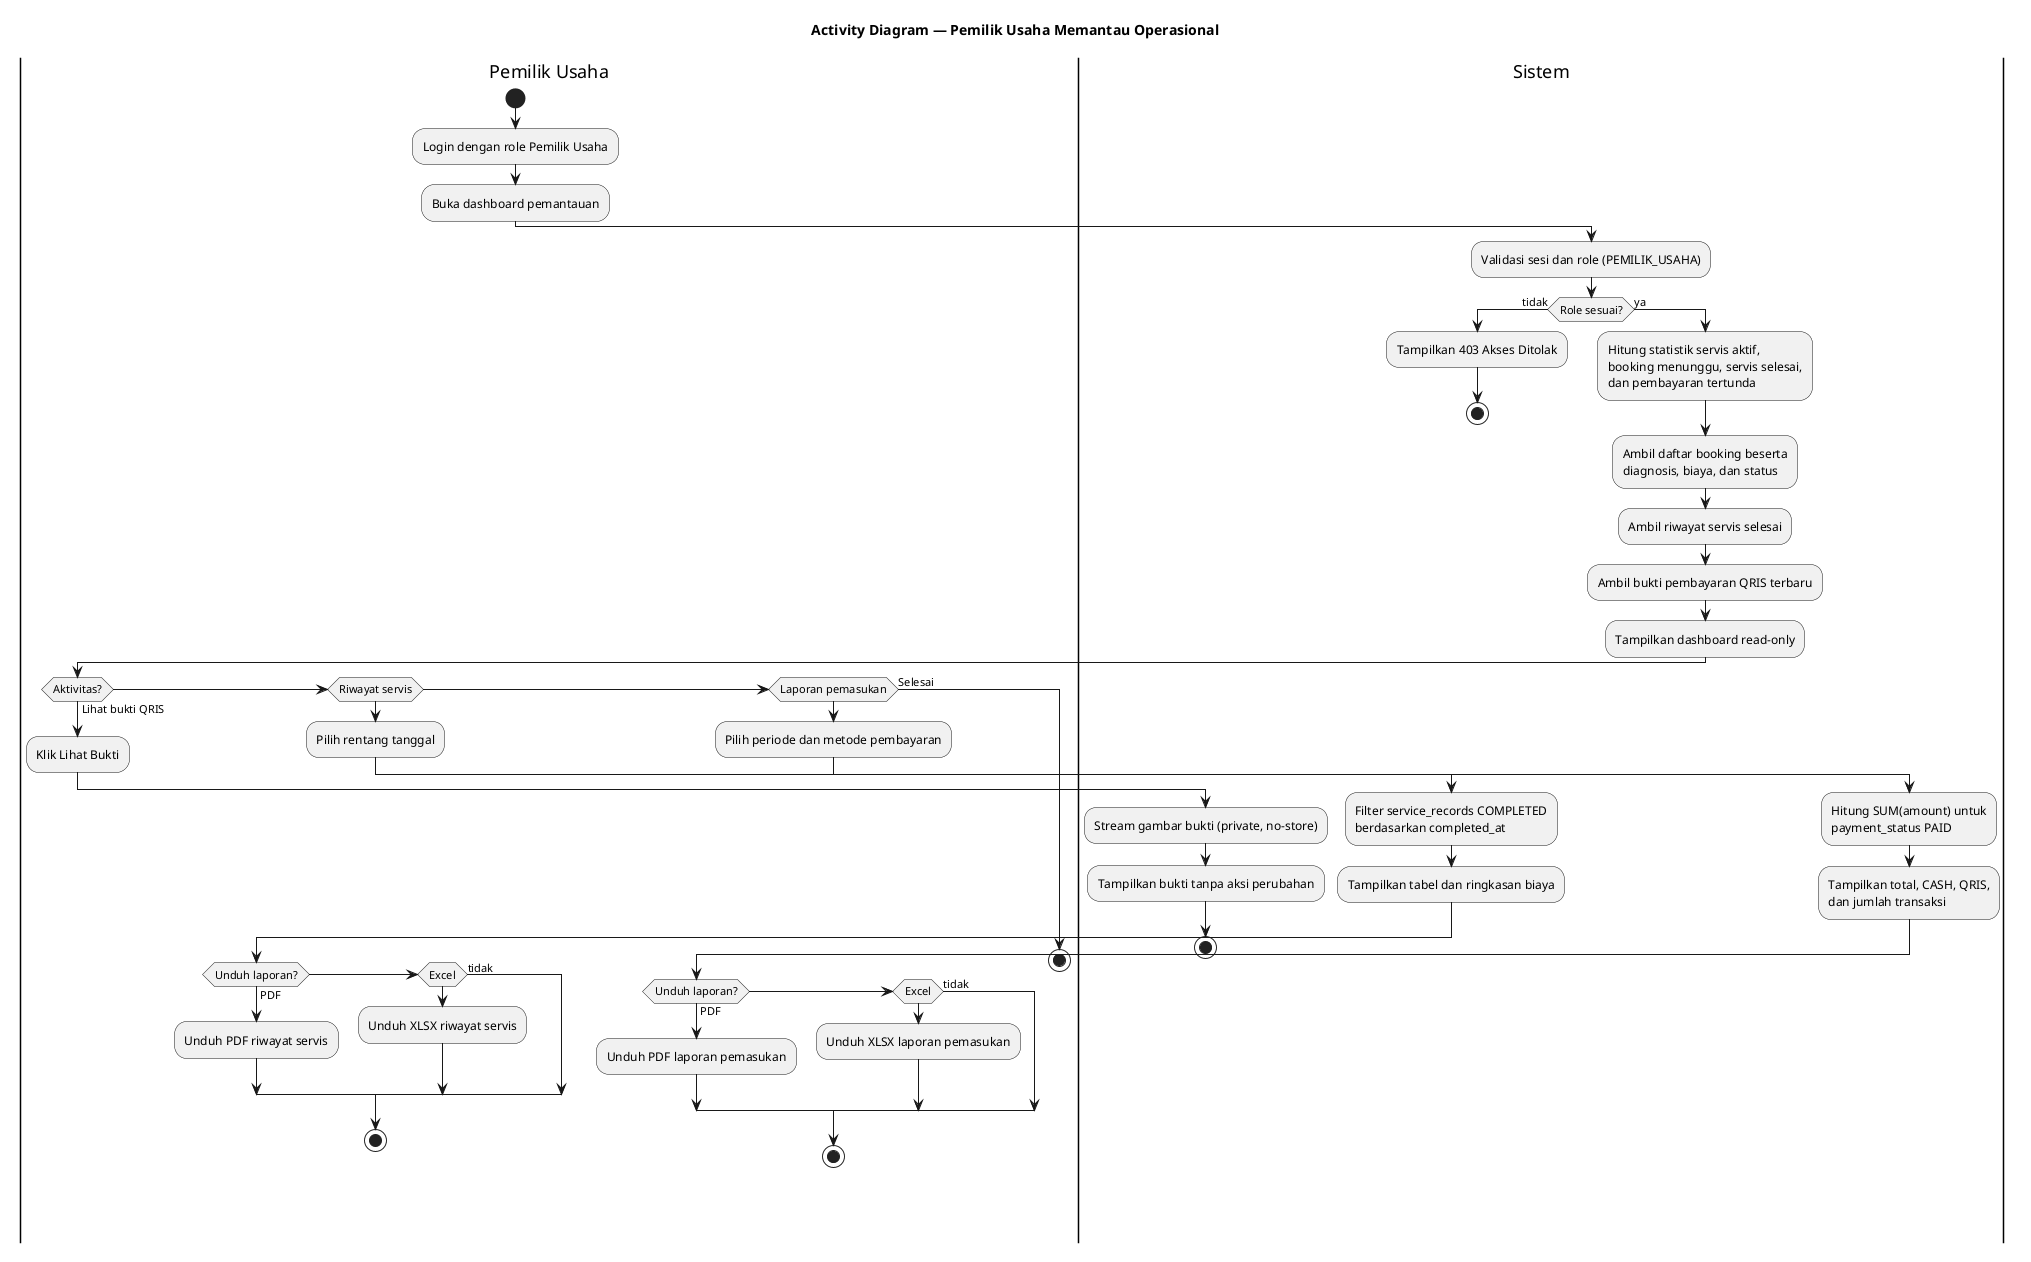 Activity Diagram — Pemilik Usaha Memantau Operasional
Pemilik Usaha
Sistem
Login dengan role Pemilik Usaha
Buka dashboard pemantauan
Validasi sesi dan role (PEMILIK_USAHA)
tidak
Role sesuai?
ya
Tampilkan 403 Akses Ditolak
Hitung statistik servis aktif,
booking menunggu, servis selesai,
dan pembayaran tertunda
Ambil daftar booking beserta
diagnosis, biaya, dan status
Ambil riwayat servis selesai
Ambil bukti pembayaran QRIS terbaru
Tampilkan dashboard read-only
Aktivitas?
Lihat bukti QRIS
Riwayat servis
Laporan pemasukan
Selesai
Klik Lihat Bukti
Pilih rentang tanggal
Pilih periode dan metode pembayaran
Stream gambar bukti (private, no-store)
Tampilkan bukti tanpa aksi perubahan
Filter service_records COMPLETED
berdasarkan completed_at
Tampilkan tabel dan ringkasan biaya
Hitung SUM(amount) untuk
payment_status PAID
Tampilkan total, CASH, QRIS,
dan jumlah transaksi
Unduh laporan?
PDF
Excel
tidak
Unduh PDF riwayat servis
Unduh XLSX riwayat servis
Unduh laporan?
PDF
Excel
tidak
Unduh PDF laporan pemasukan
Unduh XLSX laporan pemasukan